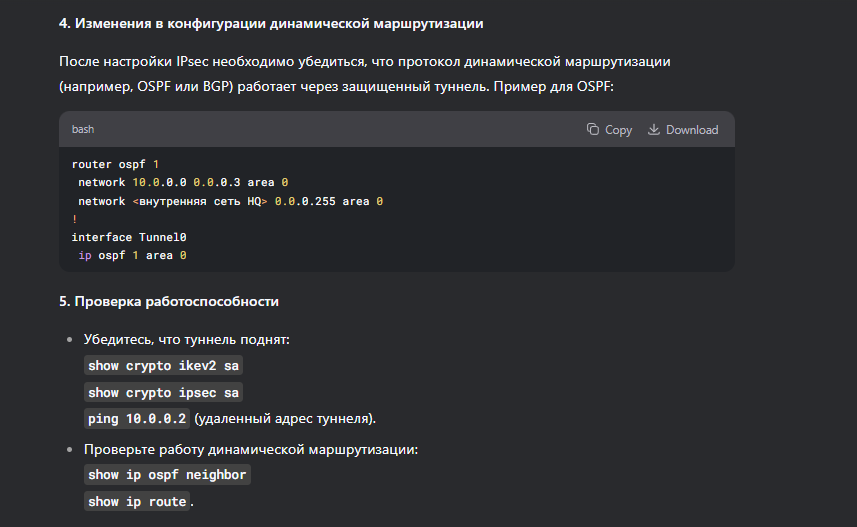 4. Изменения в конфигурации динамической маршрутизации
После настройки IPsec необходимо убедиться, что протокол динамической маршрутизации
(например, OSPF или BGP) работает через защищенный туннель. Пример для OSPF:
bash Copy Download
router ospf 1
network 10.0.0.0 0.0.0.3 area 0
network <внутренняя сеть HQ> 0.0.0.255 area 0
!
interface Tunnel0
ip ospf 1 area 0
5. Проверка работоспособности
• Убедитесь, что туннель поднят:
show crypto ikev2 sa
show crypto ipsec sa
ping 10.0.0.2 (удаленный адрес туннеля).
• Проверьте работу динамической маршрутизации:
show ip ospf neighbor
show ip route.